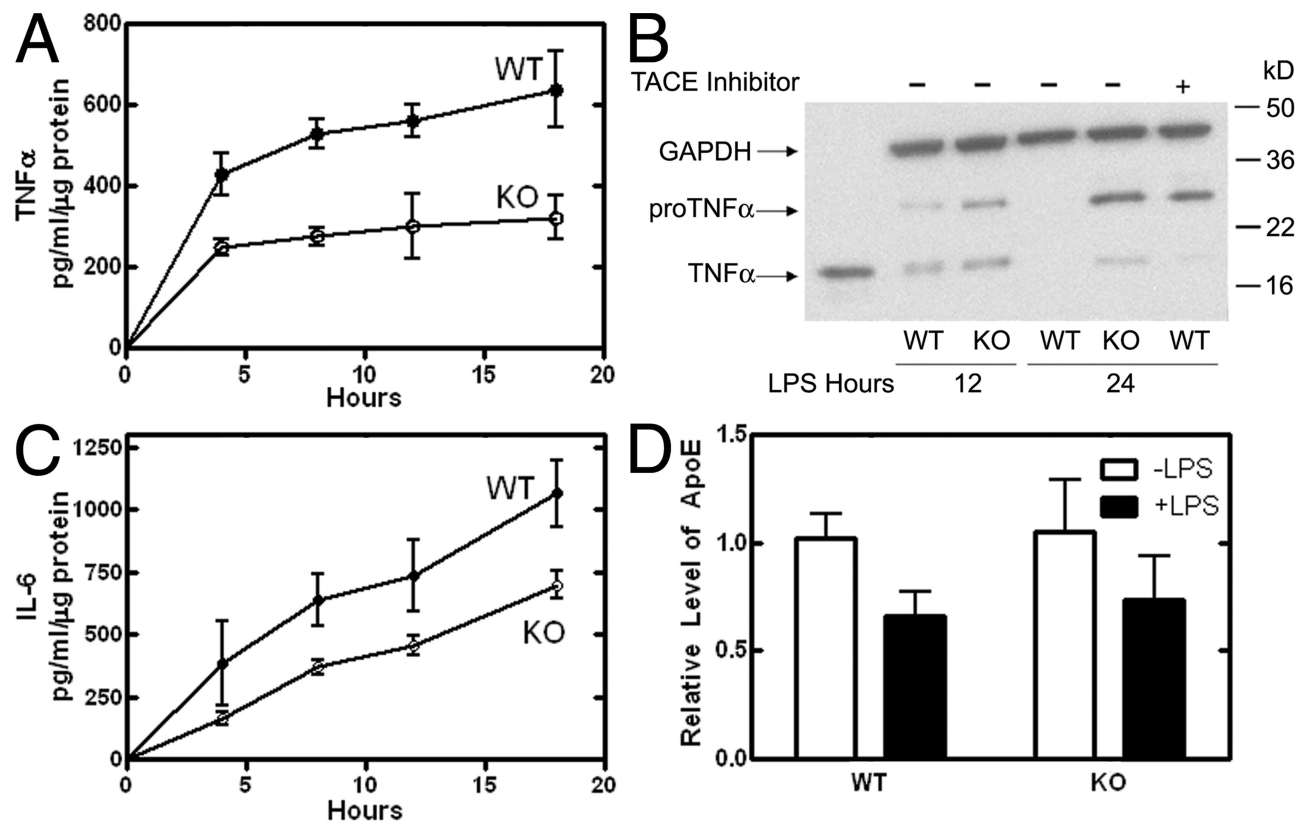 A
TNFα
pg/ml/μg protein
800
600
400
200
0
WT
KO
0 5 10 15 20
Hours
B
TACE Inhibitor – – – – +
kD
50
36
22
16
GAPDH
proTNFα
TNFα
WT KO WT KO WT
LPS Hours 12 24
C
IL-6
pg/ml/μg protein
1250
1000
750
500
250
0
WT
KO
0 5 10 15 20
Hours
D
Relative Level of ApoE
1.5
1.0
0.5
0.0
-LPS
+LPS
WT KO